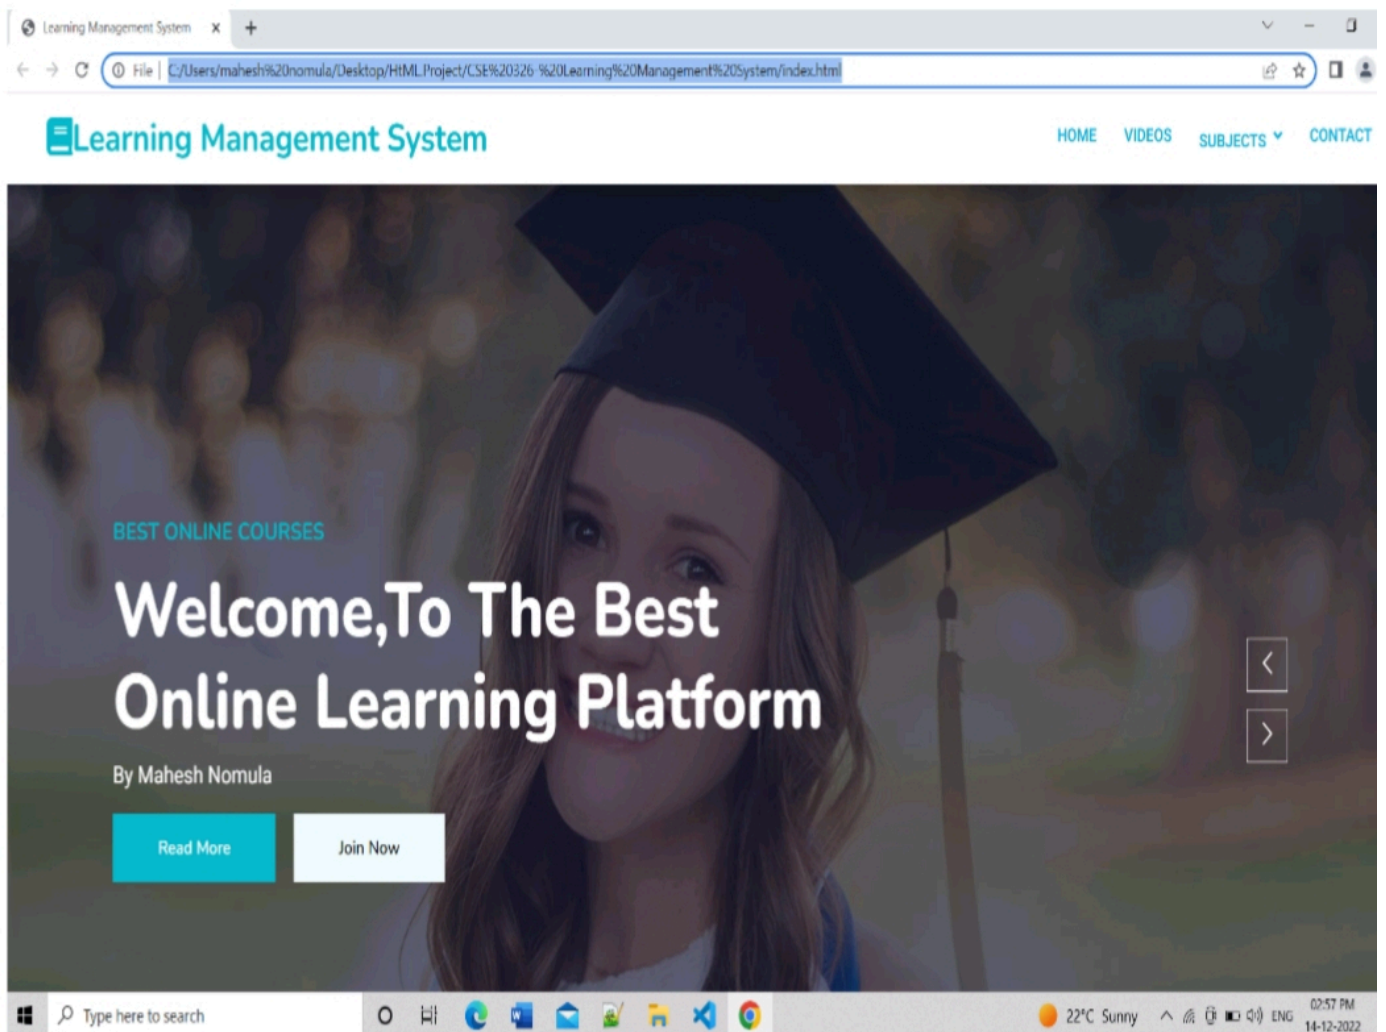 Learning Management System
File
C:/Users/mahesh%20nomula/Desktop/HtML.Project/CSE%20326-%20Learning%20Management%20System/index.html
Learning Management System
HOME VIDEOS SUBJECTS CONTACT
BEST ONLINE COURSES
Welcome,To The Best
Online Learning Platform
By Mahesh Nomula
Read More Join Now
Type here to search
22°C Sunny ENG
02:57 PM
14-12-2022